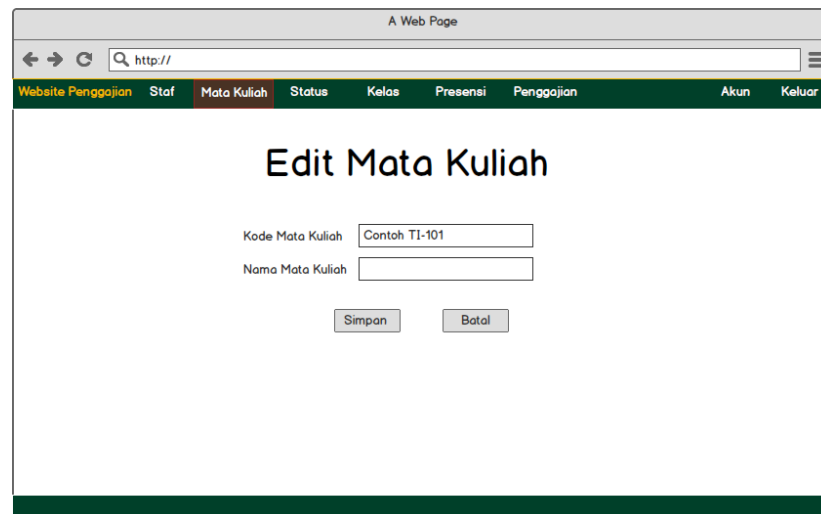 A Web Page
http://
Website Penggajian Staf Mata Kuliah Status Kelas Presensi Penggajian Akun Keluar
Edit Mata Kuliah
Kode Mata Kuliah Contoh TI-101
Nama Mata Kuliah
Simpan Batal